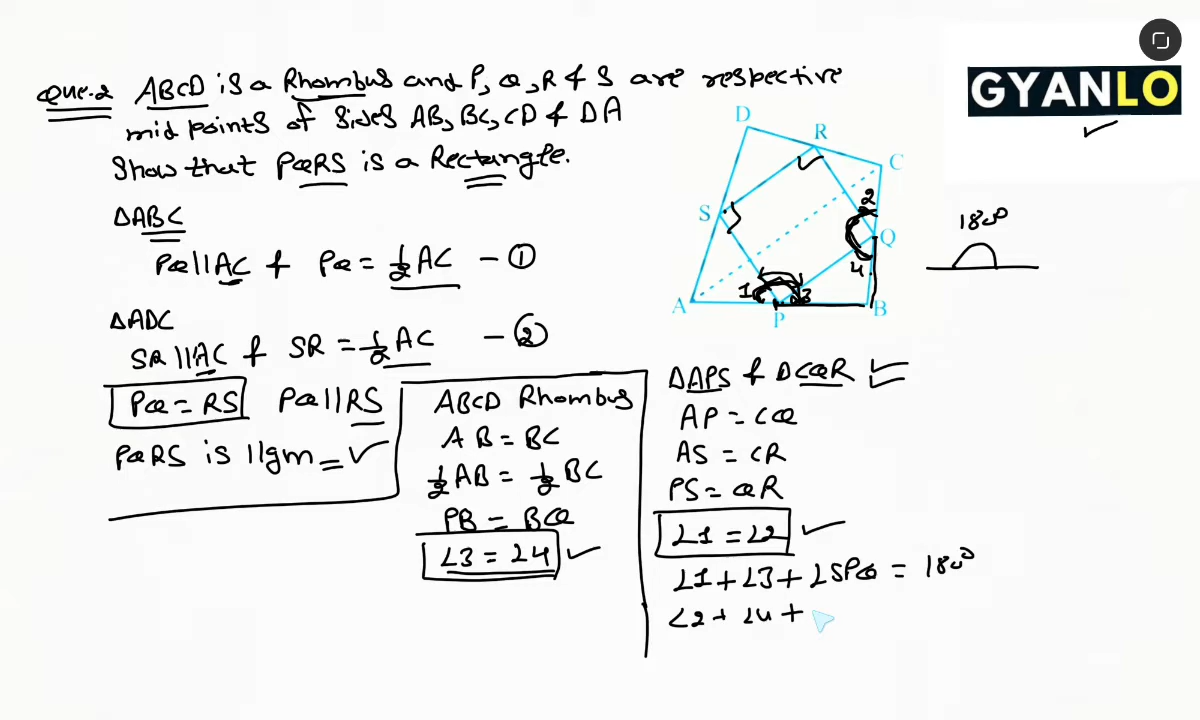 GYANLO
Que.2 ABCD is a Rhombus and P, Q, R & S are respective
mid points of Sides AB, BC, CD & DA
Show that PQRS is a Rectangle.
ΔABC
PQ||AC & PQ = 1/2 AC - ①
ΔADC
SR||AC & SR = 1/2 AC - ②
PQ = RS PQ||RS
PQRS is ||gm =
ABCD Rhombus
AB = BC
1/2 AB = 1/2 BC
PB = BQ
∠3 = ∠4
D
R
C
S
2
Q
4
1
3
A
P
B
180°
ΔAPS & ΔCQR
AP = CQ
AS = CR
PS = QR
∠1 = ∠2
∠1 + ∠3 + ∠SPQ = 180°
∠2 + ∠4 +